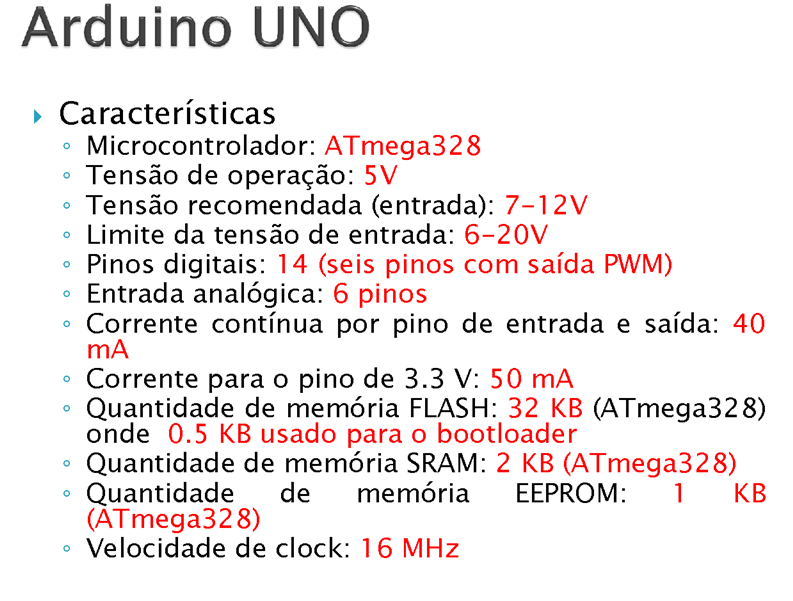 Arduino UNO
Características
Microcontrolador: ATmega328
Tensão de operação: 5V
Tensão recomendada (entrada): 7-12V
Limite da tensão de entrada: 6-20V
Pinos digitais: 14 (seis pinos com saída PWM)
Entrada analógica: 6 pinos
Corrente contínua por pino de entrada e saída: 40
mA
Corrente para o pino de 3.3 V: 50 mA
Quantidade de memória FLASH: 32 KB (ATmega328)
onde 0.5 KB usado para o bootloader
Quantidade de memória SRAM: 2 KB (ATmega328)
Quantidade de memória EEPROM: 1 KB
(ATmega328)
Velocidade de clock: 16 MHz